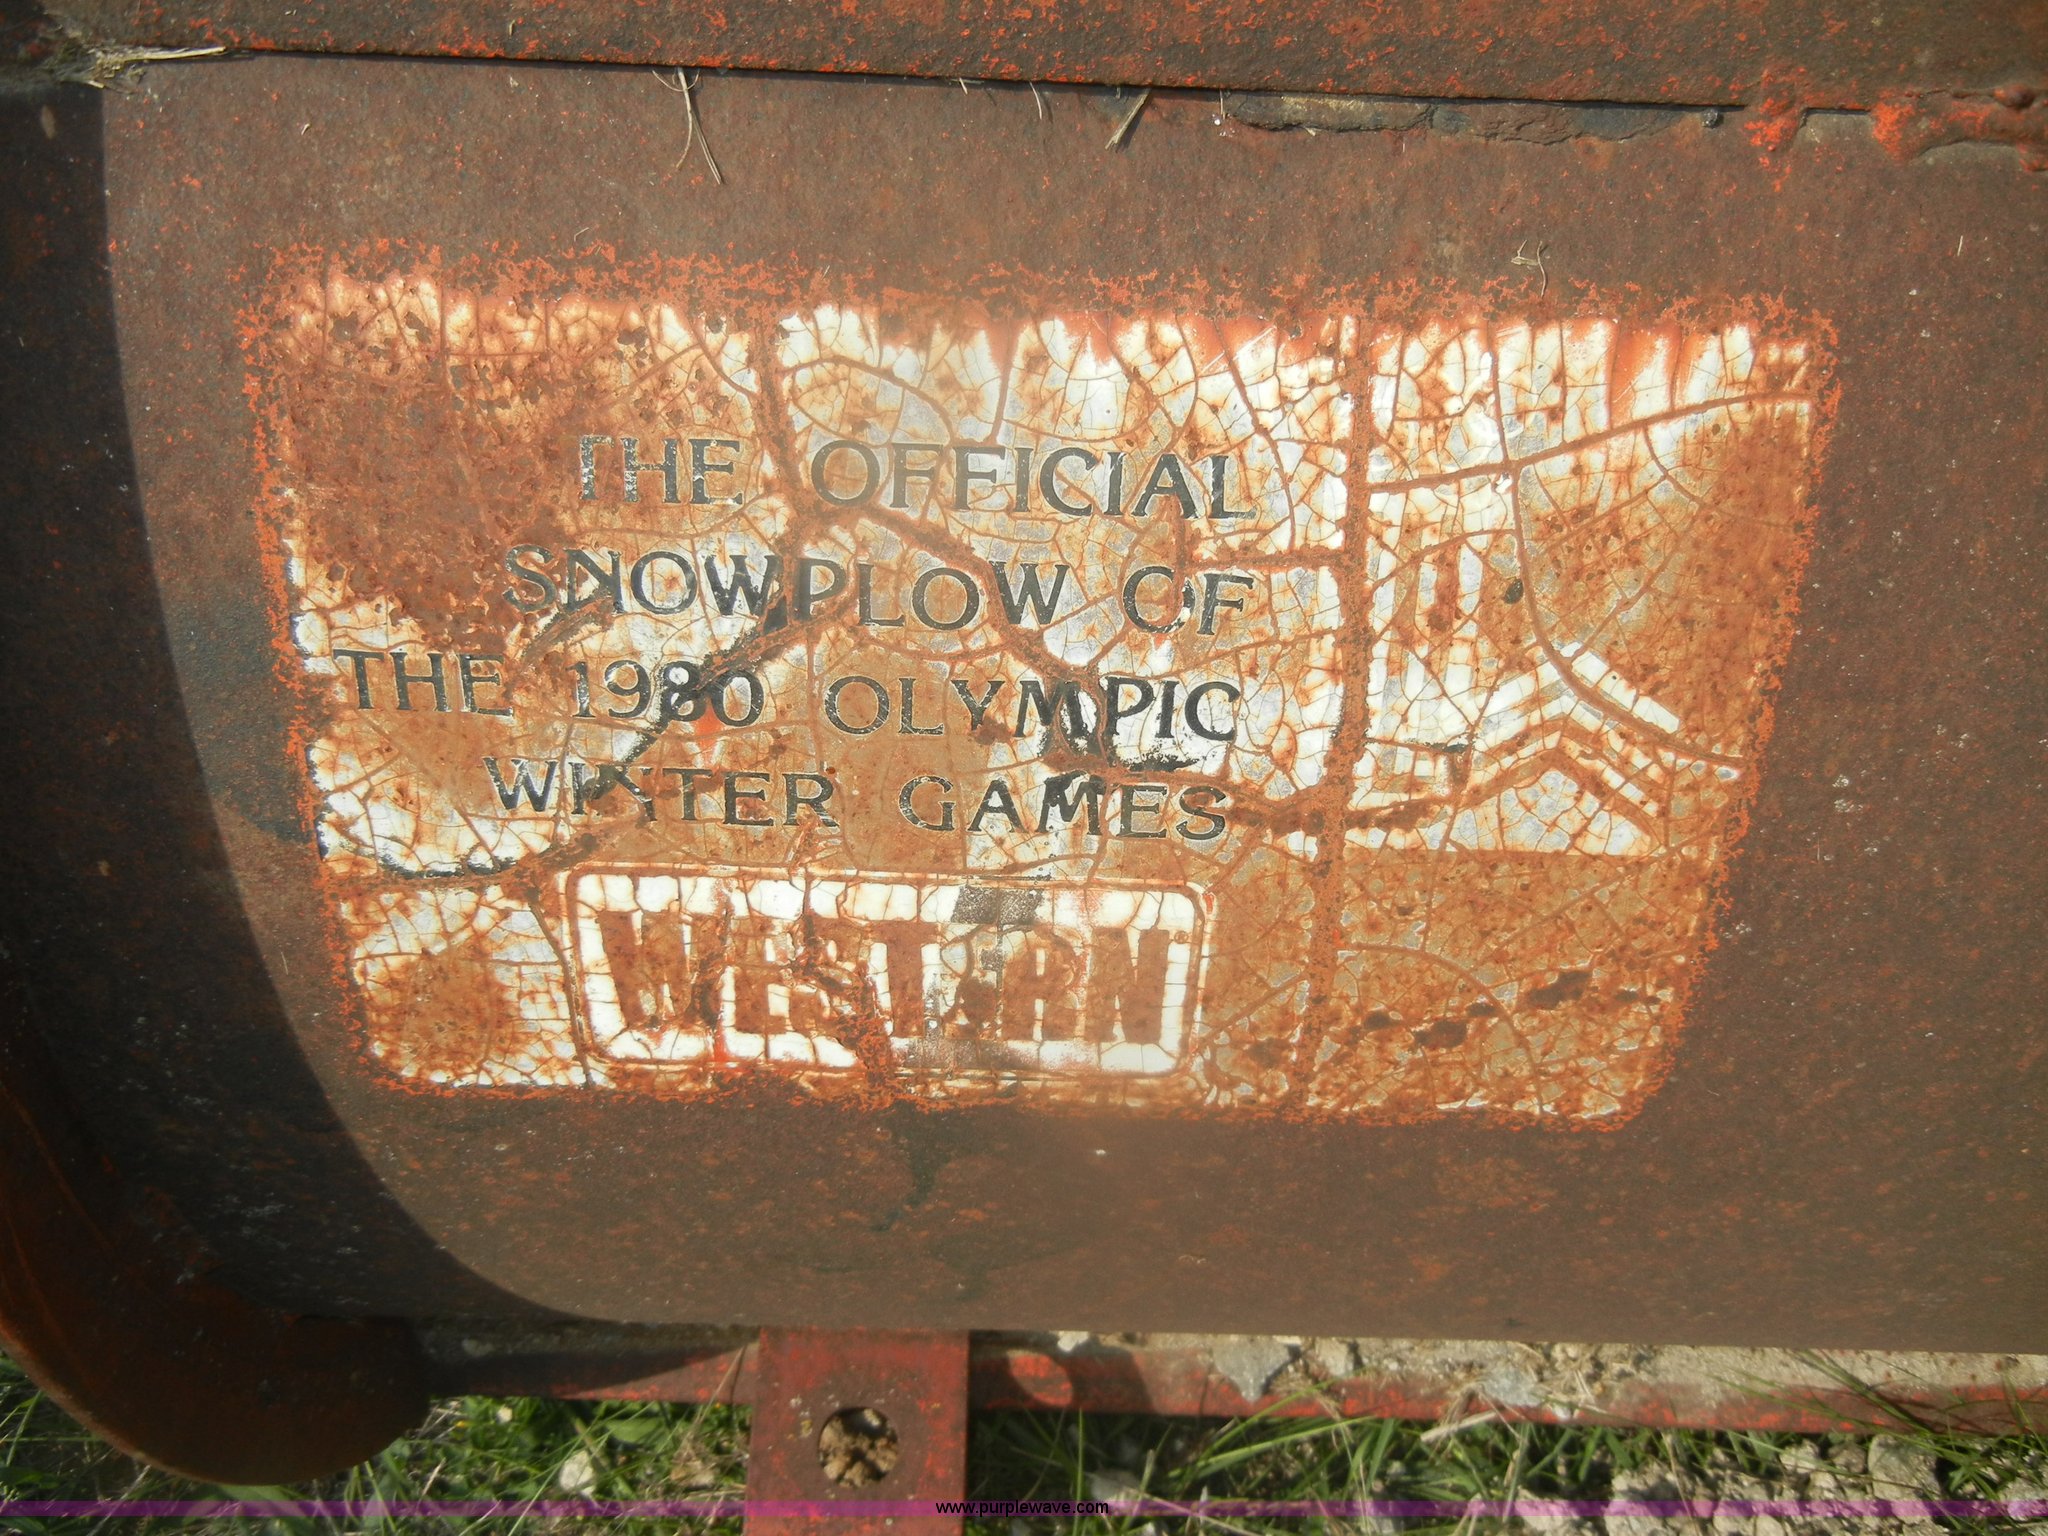 THE OFFICIAL
SNOWPLOW OF
THE 1980 OLYMPIC
WINTER GAMES
WESTERN
www.purplewave.com